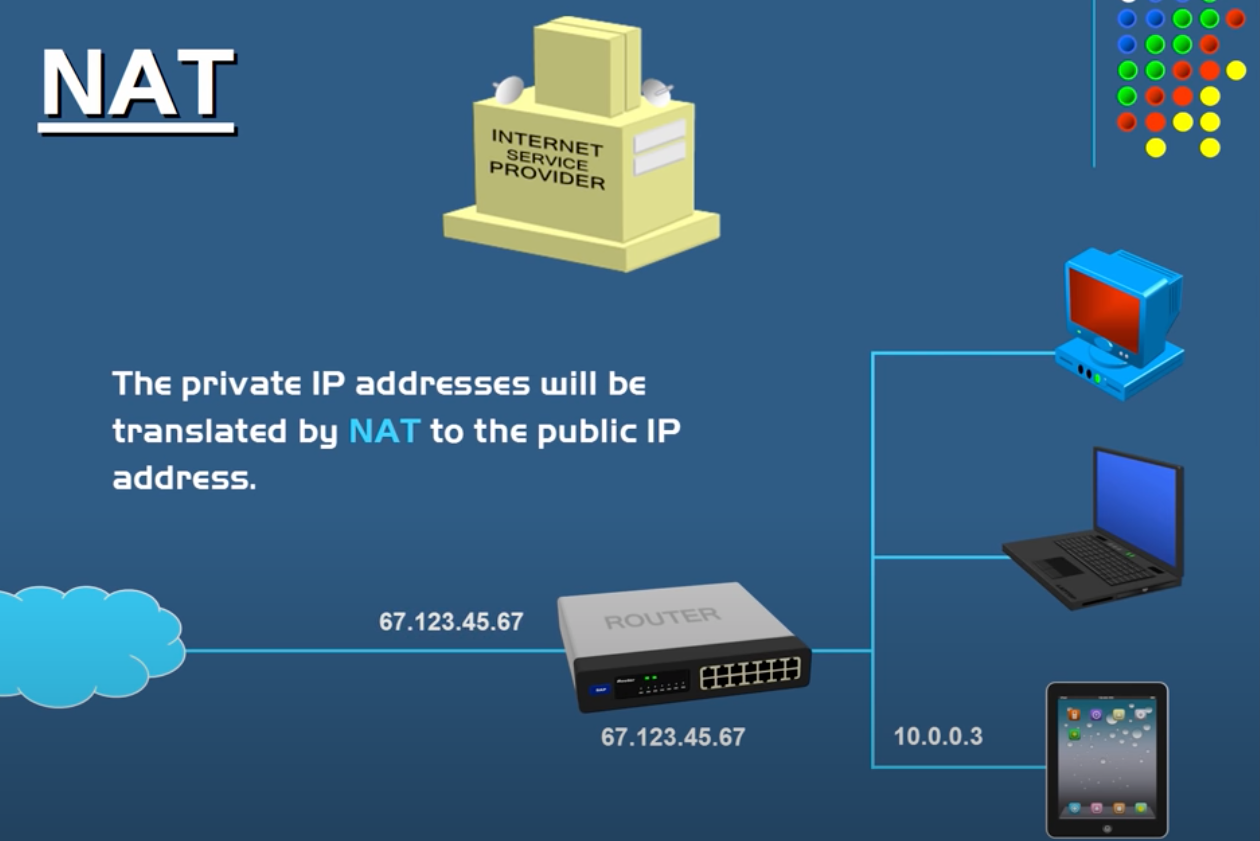 NAT
INTERNET
SERVICE
PROVIDER
The private IP addresses will be
translated by NAT to the public IP
address.
67.123.45.67
ROUTER
67.123.45.67
10.0.0.3